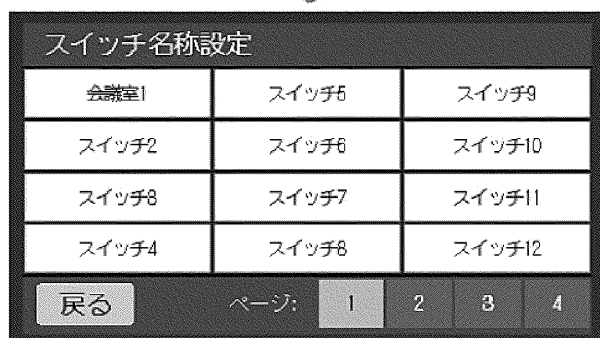 スイッチ名称設定
会議室1 スイッチ5 スイッチ9
スイッチ2 スイッチ6 スイッチ10
スイッチ3 スイッチ7 スイッチ11
スイッチ4 スイッチ8 スイッチ12
戻る ページ: 1 2 3 4